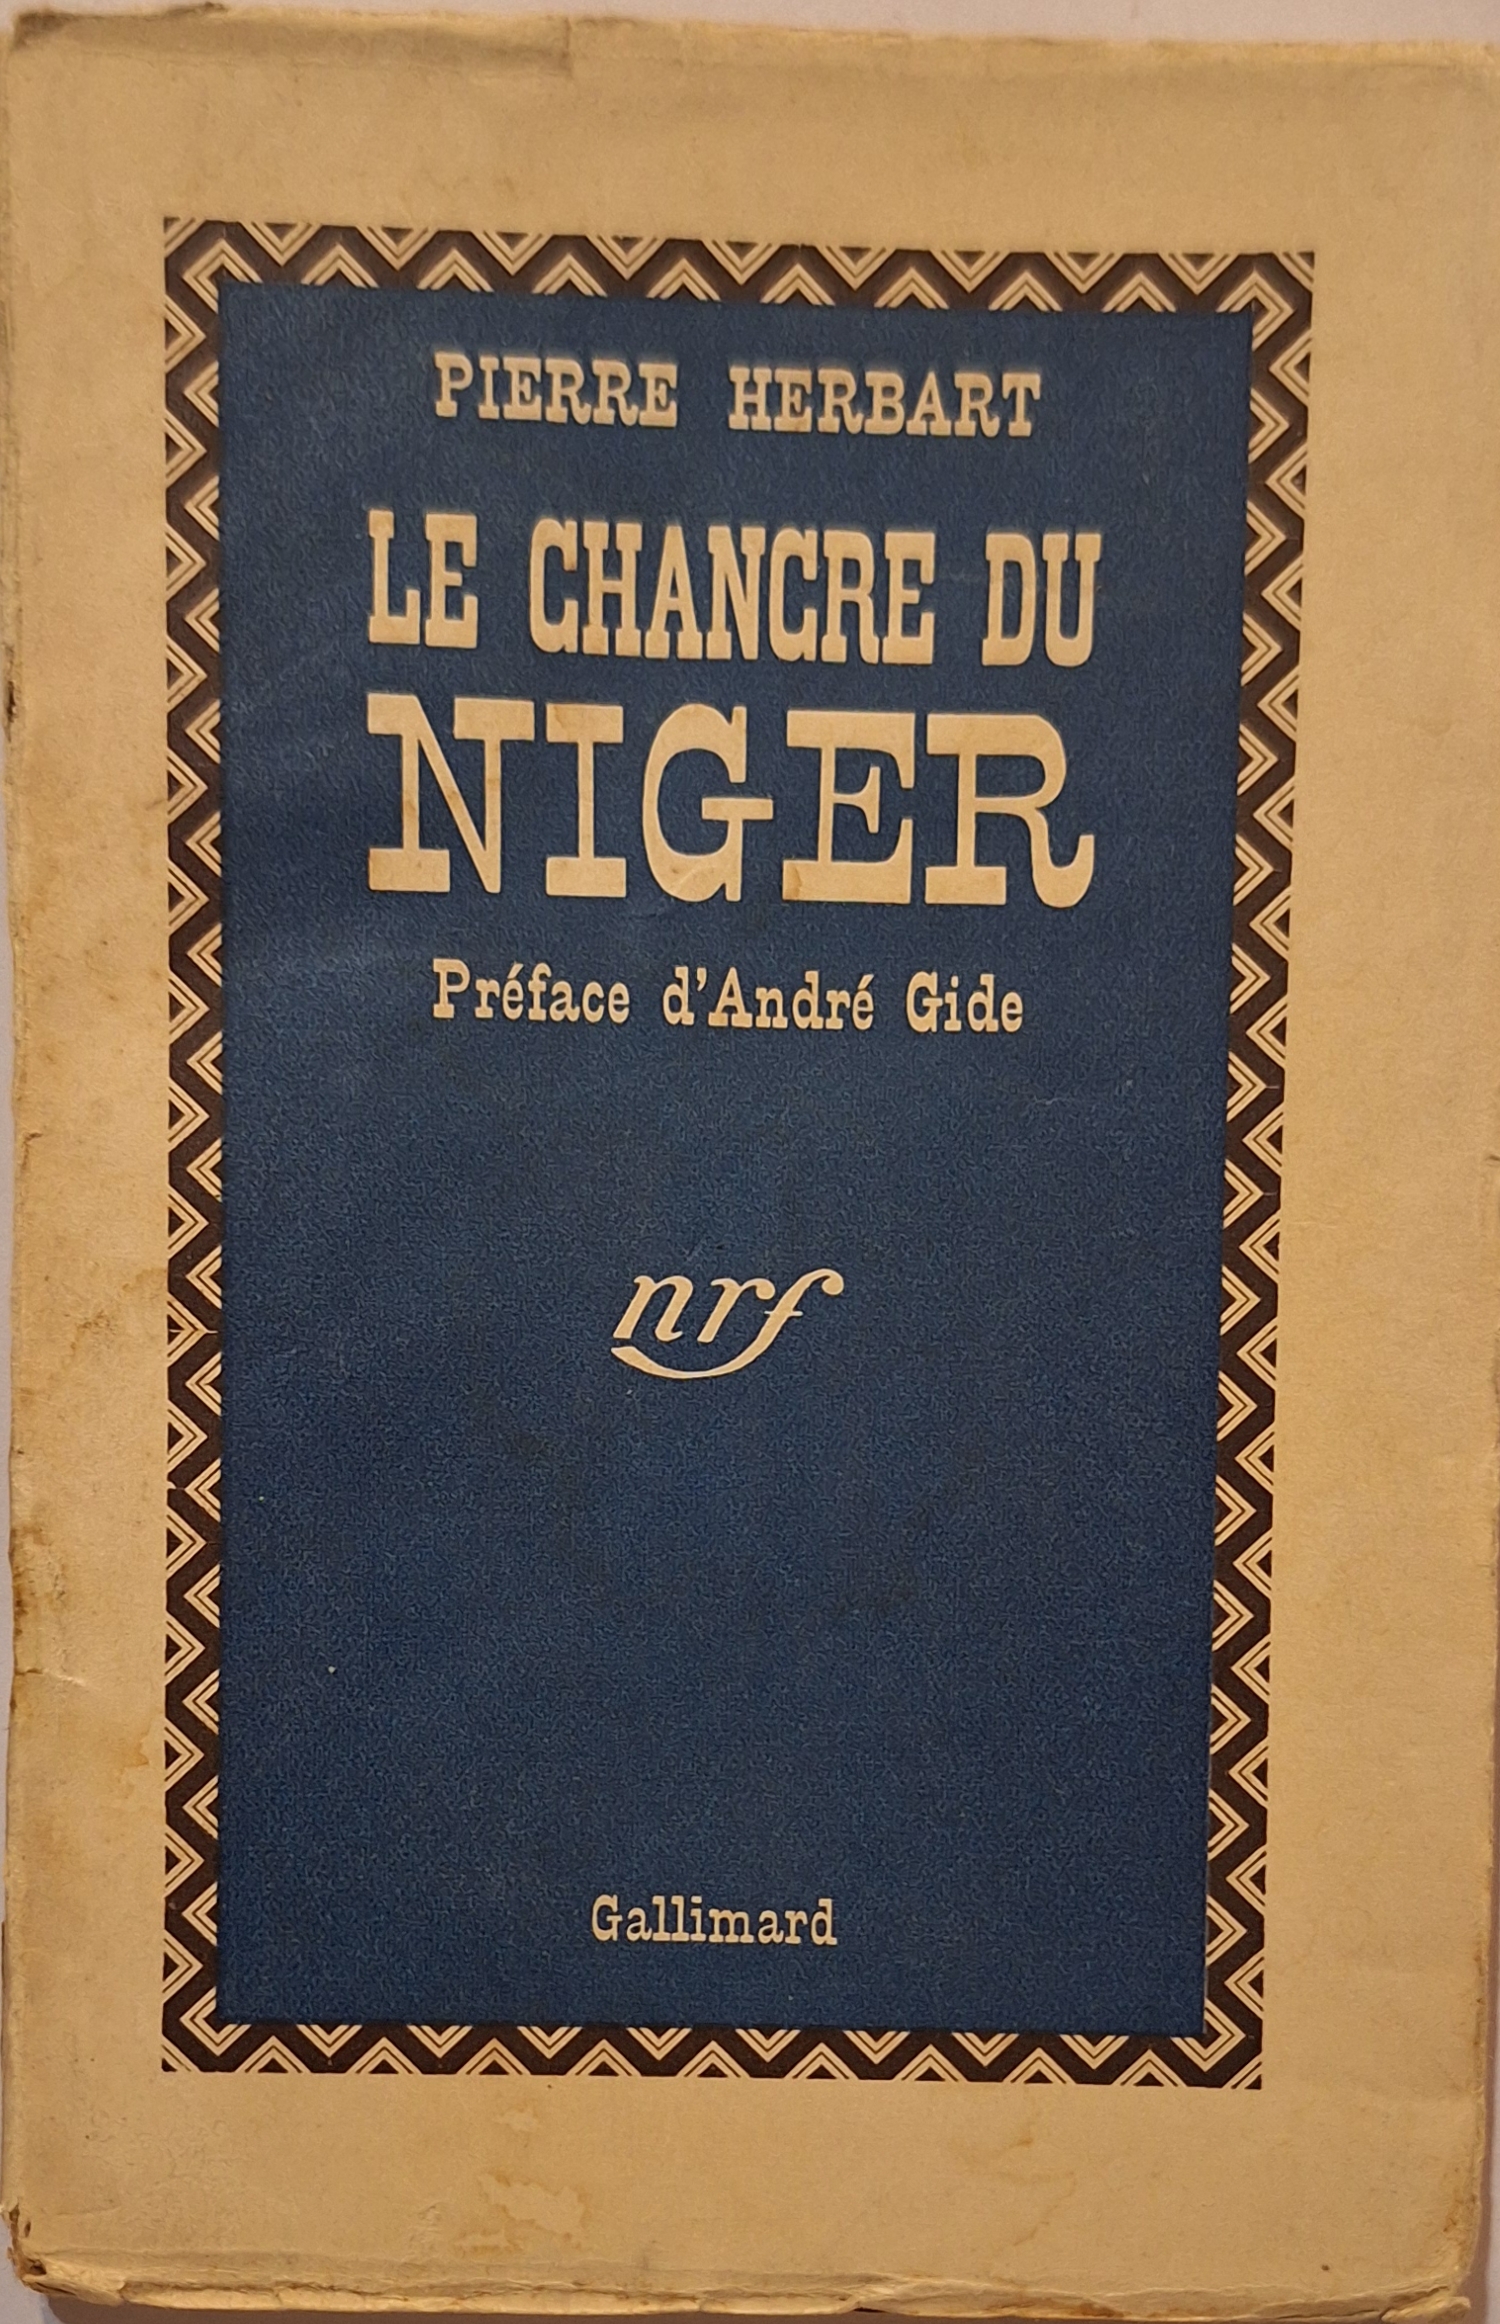 PIERRE HERBART
LE CHANCRE DU
NIGER
Préface d'André Gide
nrf
Gallimard